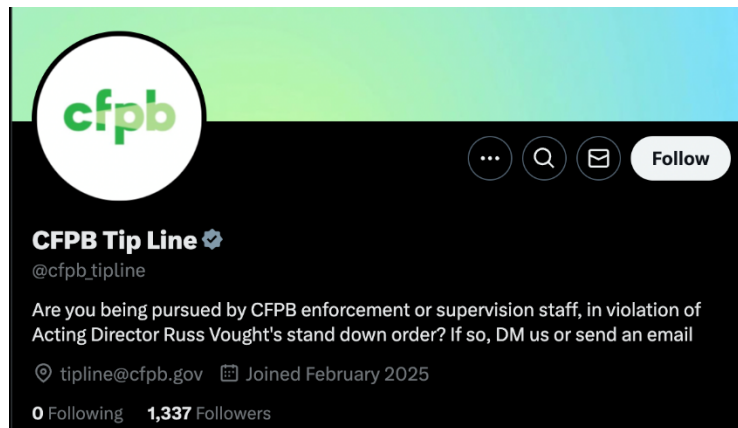 cfpb
Follow
CFPB Tip Line
@cfpb_tipline
Are you being pursued by CFPB enforcement or supervision staff, in violation of
Acting Director Russ Vought's stand down order? If so, DM us or send an email
tipline@cfpb.gov Joined February 2025
0 Following 1,337 Followers